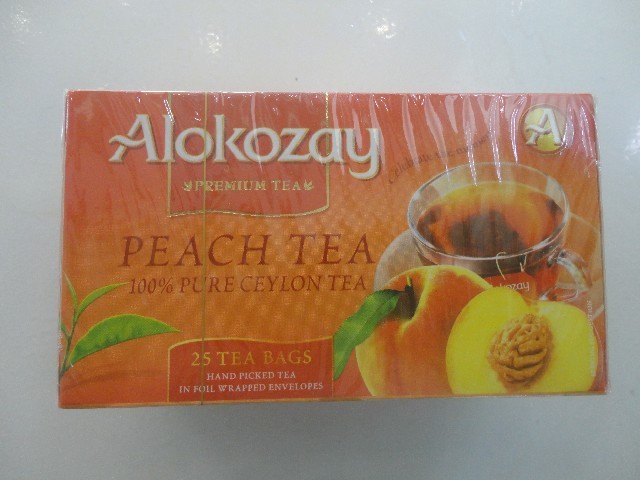 Alokozay
A
PREMIUM TEA
PEACH TEA
100% PURE CEYLON TEA
kozay
25 TEA BAGS
HAND PICKED TEA
IN FOIL WRAPPED ENVELOPES